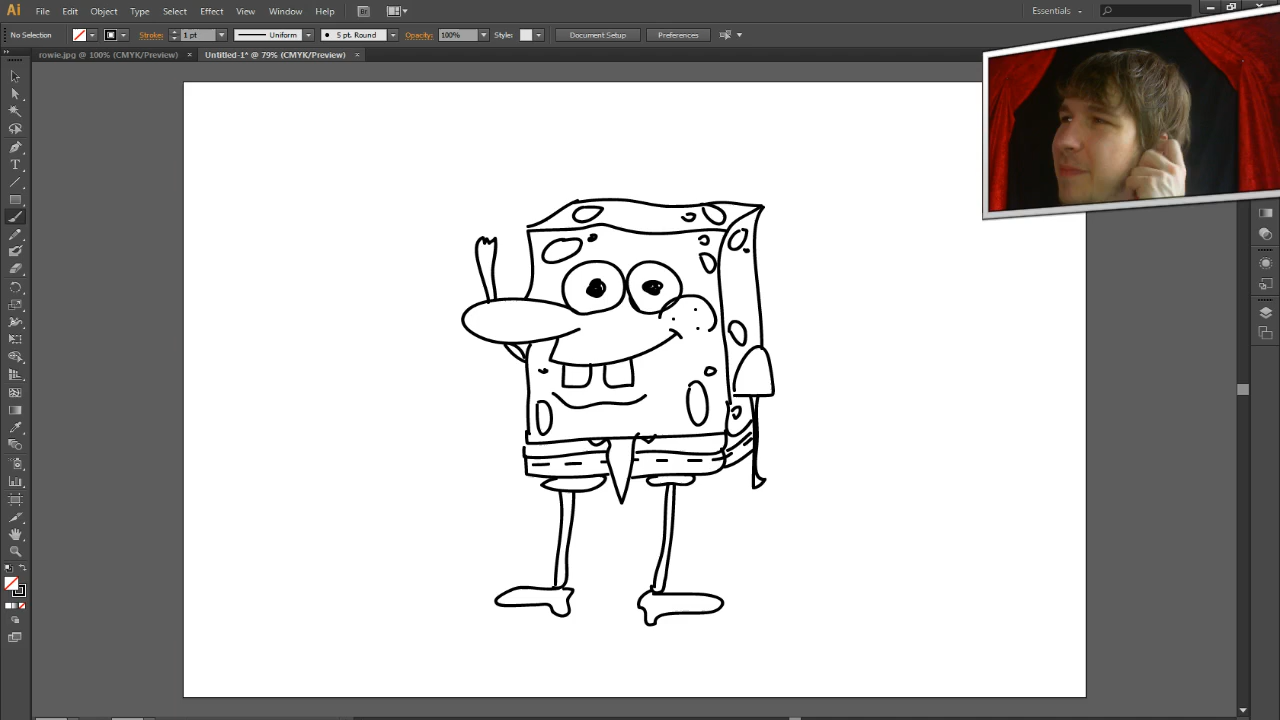 Ai File Edit Object Type Select Effect View Window Help Br Essentials
No Selection Stroke: 1 pt Uniform 5 pt. Round Opacity: 100% Style: Document Setup Preferences
rowie.jpg @ 100% (CMYK/Preview) × Untitled-1* @ 79% (CMYK/Preview) ×
T